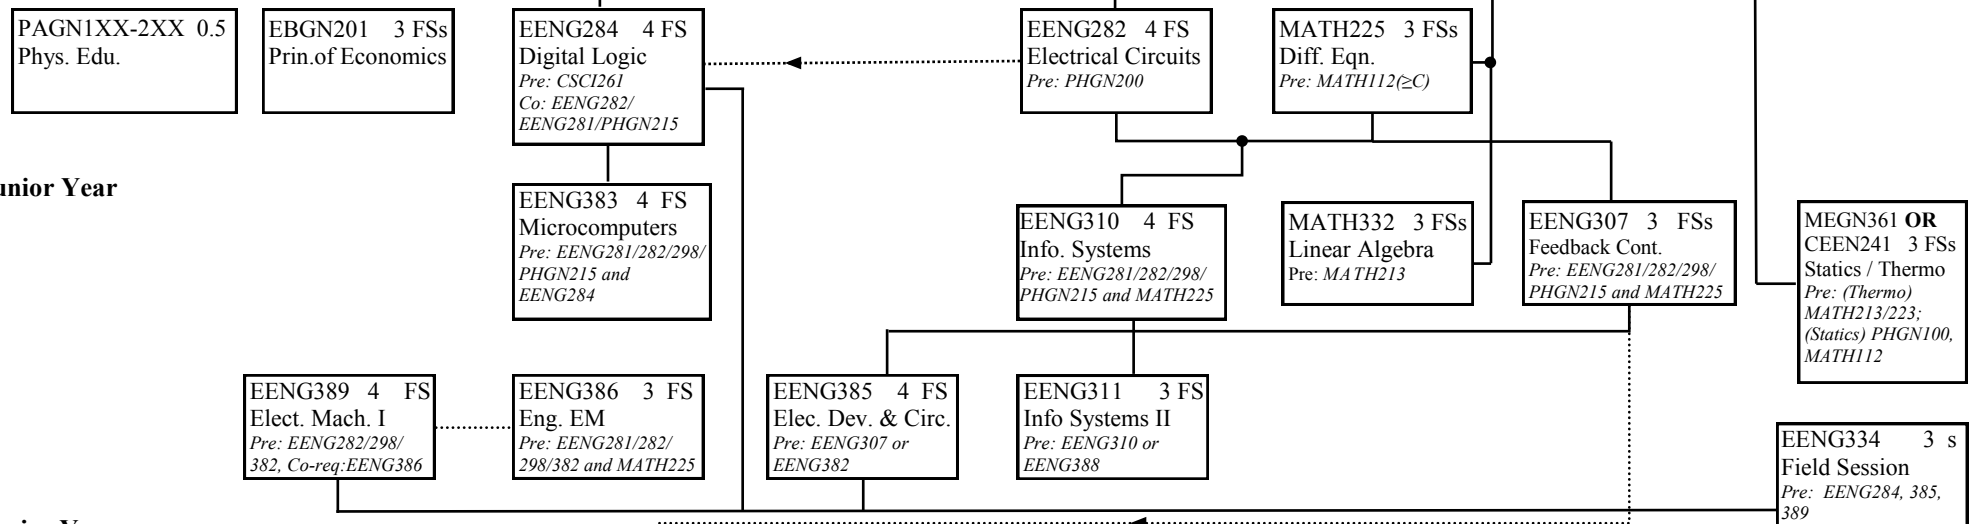 PAGN1XX-2XX 0.5
Phys. Edu.
EBGN201 3 FSs
Prin.of Economics
EENG284 4 FS
Digital Logic
Pre: CSCI261
Co: EENG282/
EENG281/PHGN215
EENG282 4 FS
Electrical Circuits
Pre: PHGN200
MATH225 3 FSs
Diff. Eqn.
Pre: MATH112(≥C)
unior Year
EENG383 4 FS
Microcomputers
Pre: EENG281/282/298/
PHGN215 and
EENG284
EENG310 4 FS
Info. Systems
Pre: EENG281/282/298/
PHGN215 and MATH225
MATH332 3 FSs
Linear Algebra
Pre: MATH213
EENG307 3 FSs
Feedback Cont.
Pre: EENG281/282/298/
PHGN215 and MATH225
MEGN361 OR
CEEN241 3 FSs
Statics / Thermo
Pre: (Thermo)
MATH213/223;
(Statics) PHGN100,
MATH112
EENG389 4 FS
Elect. Mach. I
Pre: EENG282/298/
382, Co-req:EENG386
EENG386 3 FS
Eng. EM
Pre: EENG281/282/
298/382 and MATH225
EENG385 4 FS
Elec. Dev. & Circ.
Pre: EENG307 or
EENG382
EENG311 3 FS
Info Systems II
Pre: EENG310 or
EENG388
EENG334 3 s
Field Session
Pre: EENG284, 385,
389